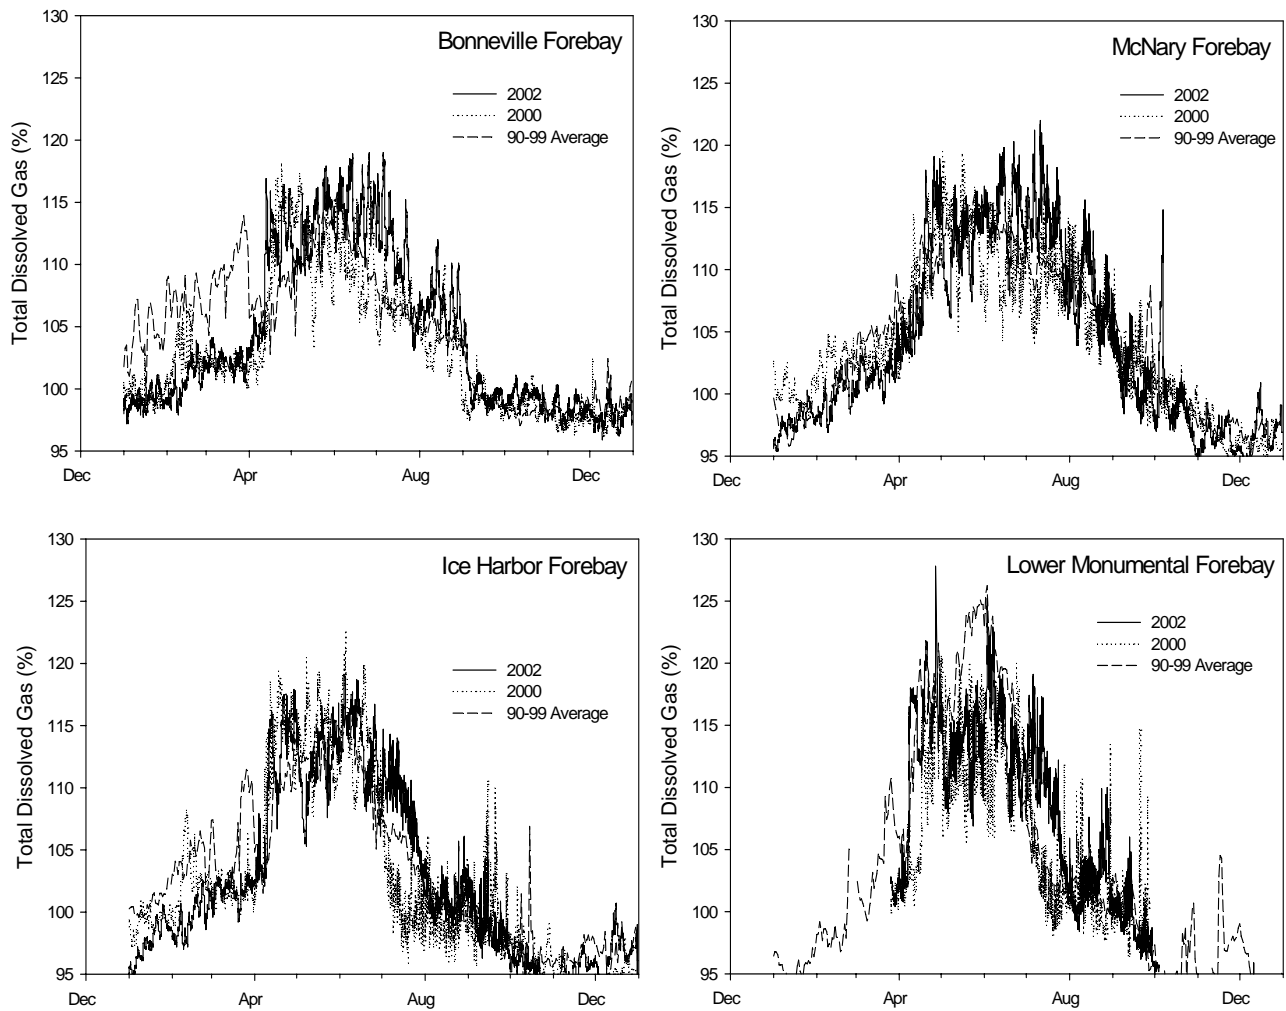 130
Bonneville Forebay
125
2002
2000
90-99 Average
120
115
110
105
100
95
Total Dissolved Gas (%)
Dec
Apr
Aug
Dec
130
McNary Forebay
125
2002
2000
90-99 Average
120
115
110
105
100
95
Total Dissolved Gas (%)
Dec
Apr
Aug
Dec
130
Ice Harbor Forebay
125
2002
2000
90-99 Average
120
115
110
105
100
95
Total Dissolved Gas (%)
Dec
Apr
Aug
Dec
130
Lower Monumental Forebay
125
2002
2000
90-99 Average
120
115
110
105
100
95
Total Dissolved Gas (%)
Dec
Apr
Aug
Dec